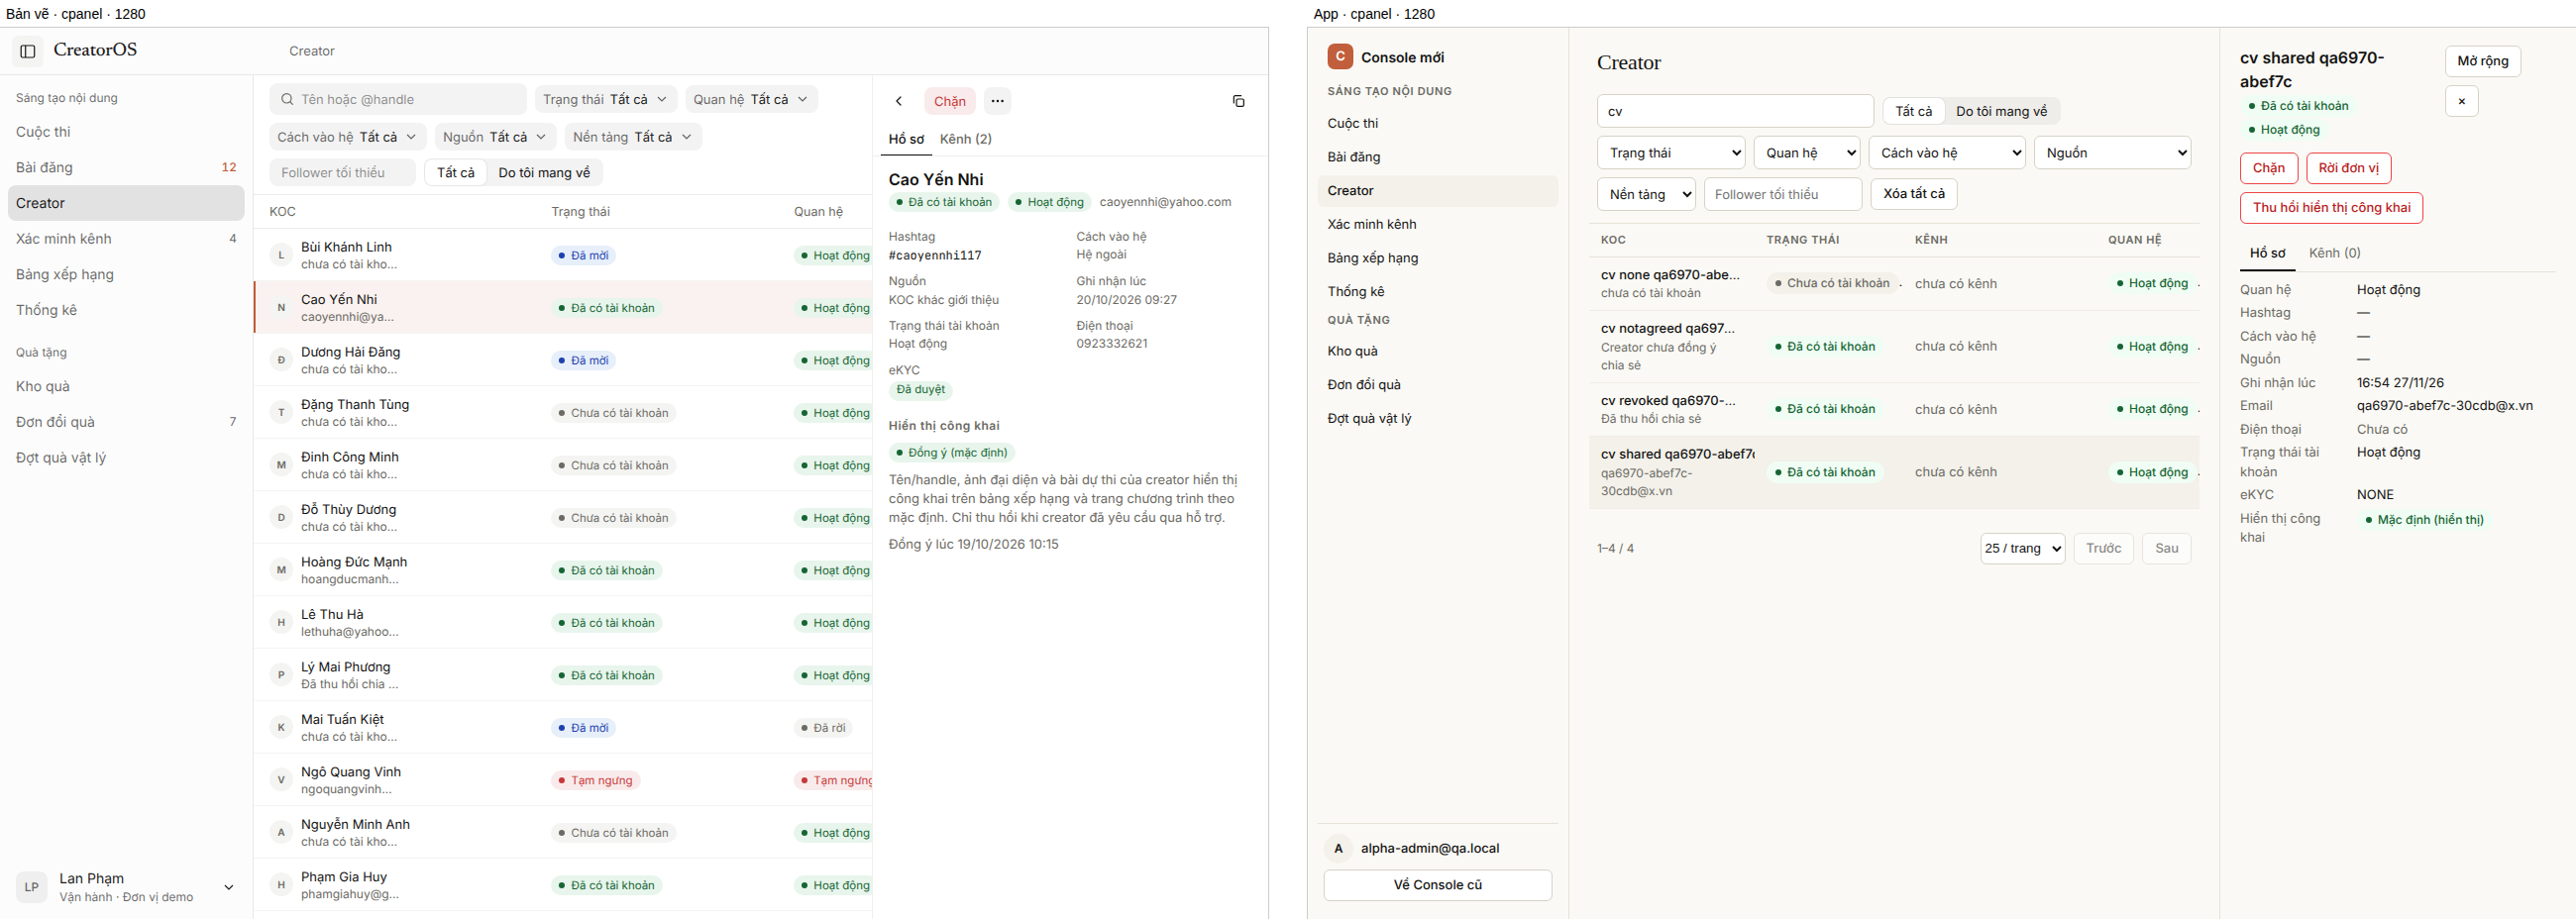 Bản vẽ · cpanel · 1280
CreatorOS
Creator
Sáng tạo nội dung
Cuộc thi
Bài đăng 12
Creator
Xác minh kênh 4
Bảng xếp hạng
Thống kê
Quà tặng
Kho quà
Đơn đổi quà 7
Đợt quà vật lý
LP
Lan Phạm
Vận hành · Đơn vị demo
Tên hoặc @handle
Trạng thái Tất cả
Quan hệ Tất cả
Cách vào hệ Tất cả
Nguồn Tất cả
Nền tảng Tất cả
Follower tối thiểu
Tất cả
Do tôi mang về
KOC Trạng thái Quan hệ
L Bùi Khánh Linh Đã mời Hoạt động
chưa có tài kho...
N Cao Yến Nhi Đã có tài khoản Hoạt động
caoyennhi@ya...
Đ Dương Hải Đăng Đã mời Hoạt động
chưa có tài kho...
T Đặng Thanh Tùng Chưa có tài khoản Hoạt động
chưa có tài kho...
M Đinh Công Minh Chưa có tài khoản Hoạt động
chưa có tài kho...
D Đỗ Thùy Dương Chưa có tài khoản Hoạt động
chưa có tài kho...
M Hoàng Đức Mạnh Đã có tài khoản Hoạt động
hoangducmanh...
H Lê Thu Hà Đã có tài khoản Hoạt động
lethuha@yahoo...
P Lý Mai Phương Đã có tài khoản Hoạt động
Đã thu hồi chia ...
K Mai Tuấn Kiệt Đã mời Đã rời
chưa có tài kho...
V Ngô Quang Vinh Tạm ngưng Tạm ngưng
ngoquangvinh...
A Nguyễn Minh Anh Chưa có tài khoản Hoạt động
chưa có tài kho...
H Phạm Gia Huy Đã có tài khoản Hoạt động
phamgiahuy@g...
Chặn
Hồ sơ Kênh (2)
Cao Yến Nhi
Đã có tài khoản Hoạt động caoyennhi@yahoo.com
Hashtag Cách vào hệ
#caoyennhi117 Hệ ngoài
Nguồn Ghi nhận lúc
KOC khác giới thiệu 20/10/2026 09:27
Trạng thái tài khoản Điện thoại
Hoạt động 0923332621
eKYC
Đã duyệt
Hiển thị công khai
Đồng ý (mặc định)
Tên/handle, ảnh đại diện và bài dự thi của creator hiển thị
công khai trên bảng xếp hạng và trang chương trình theo
mặc định. Chỉ thu hồi khi creator đã yêu cầu qua hỗ trợ.
Đồng ý lúc 19/10/2026 10:15
App · cpanel · 1280
C Console mới
SÁNG TẠO NỘI DUNG
Cuộc thi
Bài đăng
Creator
Xác minh kênh
Bảng xếp hạng
Thống kê
QUÀ TẶNG
Kho quà
Đơn đổi quà
Đợt quà vật lý
A alpha-admin@qa.local
Về Console cũ
Creator
cv
Tất cả Do tôi mang về
Trạng thái Quan hệ Cách vào hệ Nguồn
Nền tảng Follower tối thiểu Xóa tất cả
KOC TRẠNG THÁI KÊNH QUAN HỆ
cv none qa6970-abe... Chưa có tài khoản chưa có kênh Hoạt động
chưa có tài khoản
cv notagreed qa697... Đã có tài khoản chưa có kênh Hoạt động
Creator chưa đồng ý
chia sẻ
cv revoked qa6970-... Đã có tài khoản chưa có kênh Hoạt động
Đã thu hồi chia sẻ
cv shared qa6970-abef7c Đã có tài khoản chưa có kênh Hoạt động
qa6970-abef7c-
30cdb@x.vn
1–4 / 4 25 / trang Trước Sau
cv shared qa6970-
abef7c
Mở rộng
×
Đã có tài khoản
Hoạt động
Chặn Rời đơn vị
Thu hồi hiển thị công khai
Hồ sơ Kênh (0)
Quan hệ Hoạt động
Hashtag —
Cách vào hệ —
Nguồn —
Ghi nhận lúc 16:54 27/11/26
Email qa6970-abef7c-30cdb@x.vn
Điện thoại Chưa có
Trạng thái tài
khoản
Hoạt động
eKYC NONE
Hiển thị công
khai
Mặc định (hiển thị)